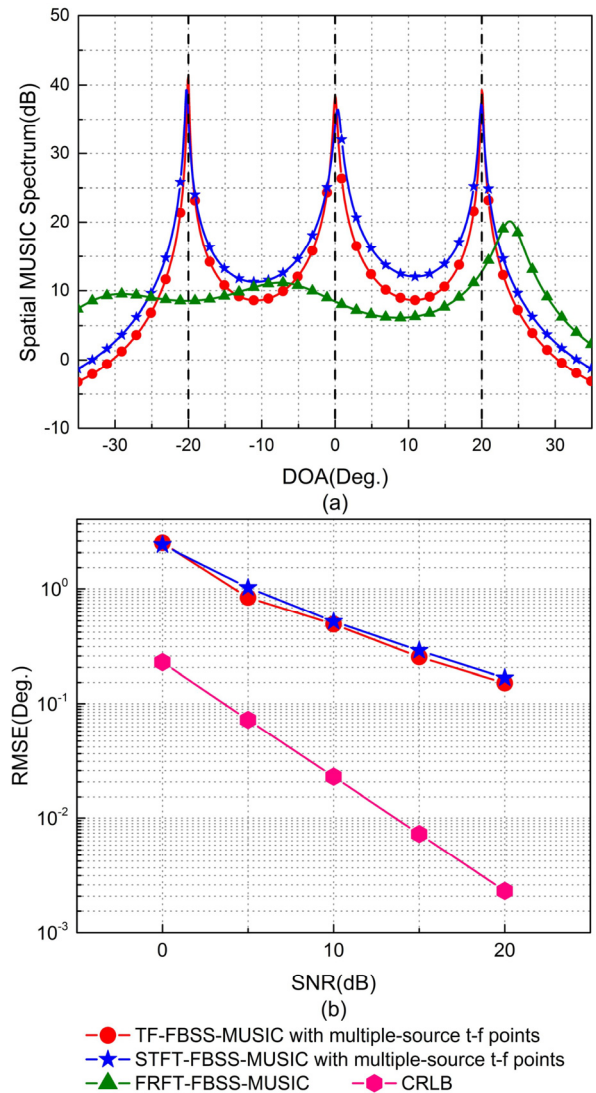 50
40
30
20
10
0
-10
Spatial MUSIC Spectrum(dB)
-30 -20 -10 0 10 20 30
DOA(Deg.)
(a)
10^0
10^-1
10^-2
10^-3
RMSE(Deg.)
0 10 20
SNR(dB)
(b)
TF-FBSS-MUSIC with multiple-source t-f points
STFT-FBSS-MUSIC with multiple-source t-f points
FRFT-FBSS-MUSIC CRLB